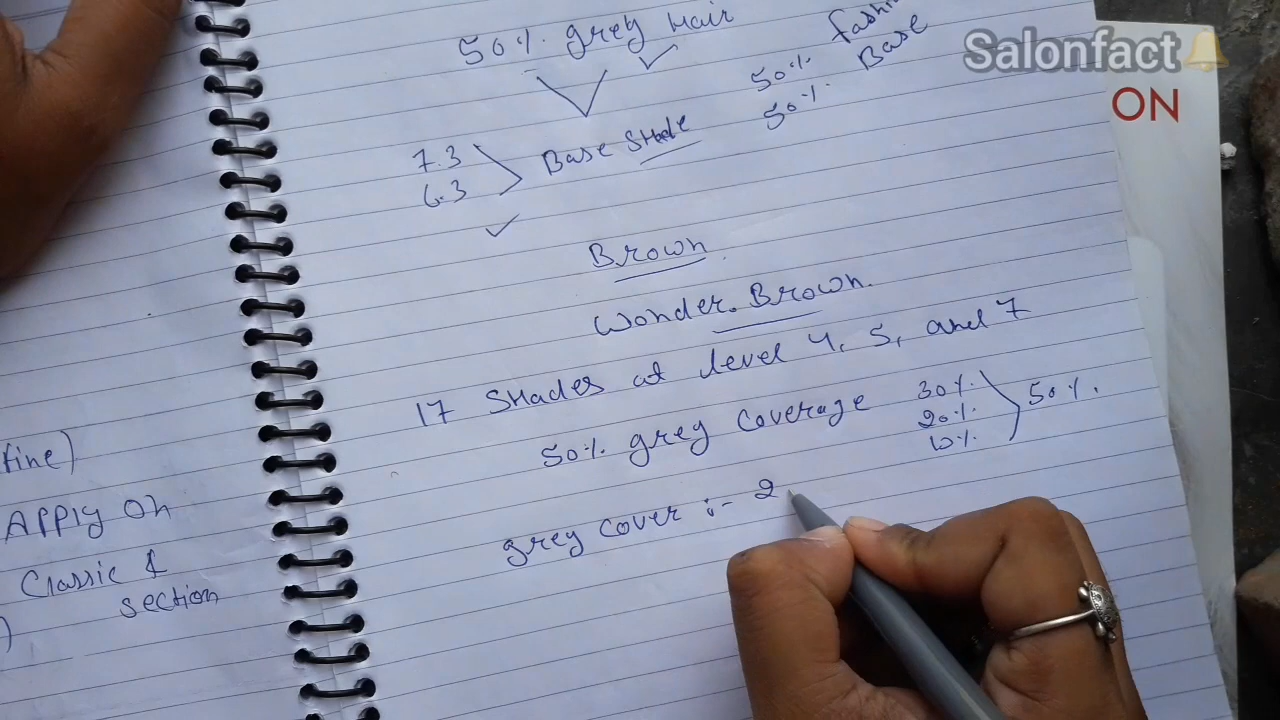 50% grey Hair
50% fashi
50% Base
7.3
6.3
Base Shade
Brown
Wonder. Brown.
17 Shades at level 4, 5, and 7
50% grey coverage
30%
20%
10%
50%.
grey cover :- 2
fine)
Apply on
Classic &
section
)
Salonfact
ON